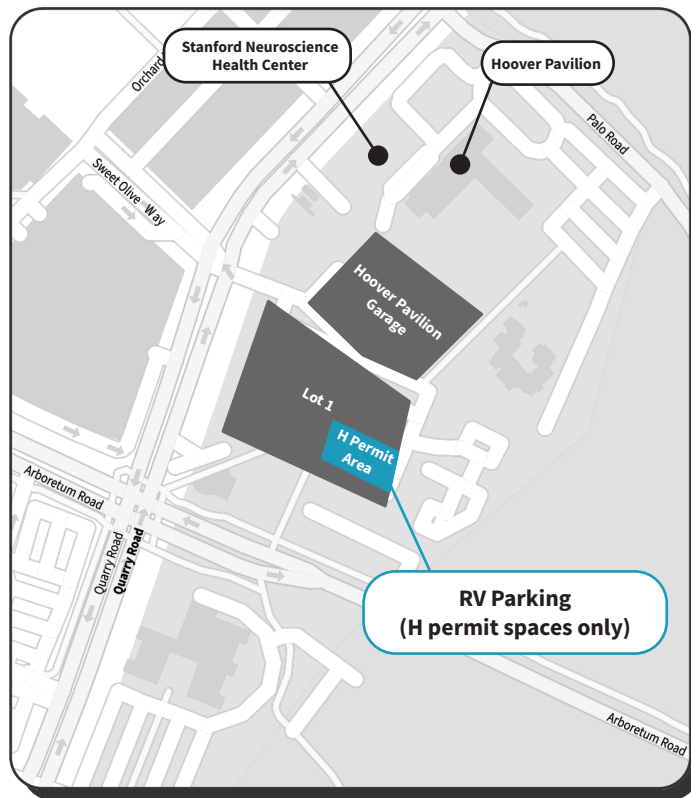 Stanford Neuroscience
Health Center
Hoover Pavilion
Orchard
Palo Road
Sweet Olive Way
Hoover Pavilion
Garage
Lot 1
H Permit
Area
Arboretum Road
Quarry Road
Quarry Road
RV Parking
(H permit spaces only)
Arboretum Road